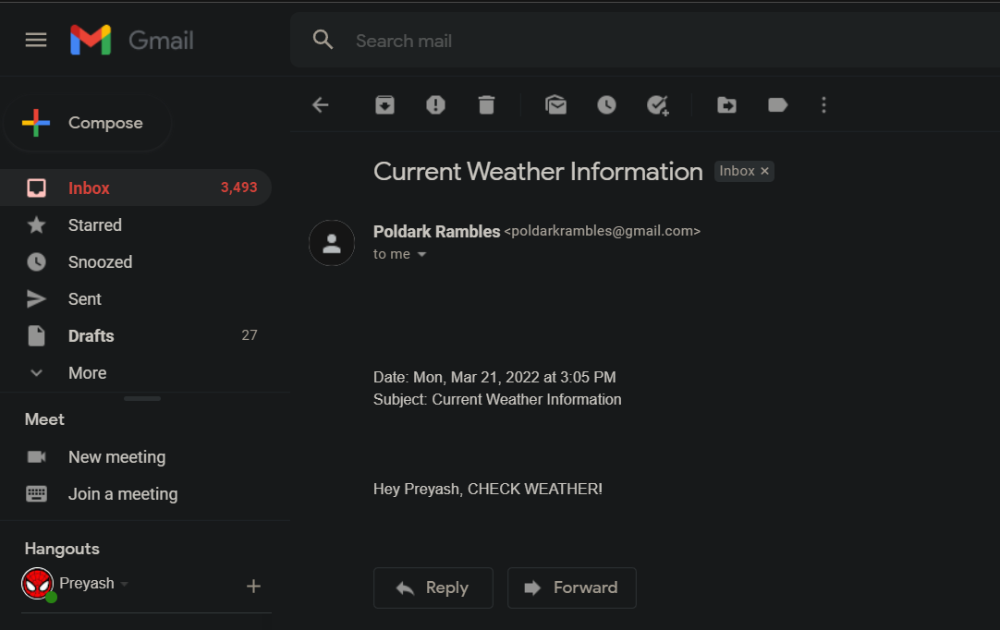 Gmail
Search mail
Compose
Inbox 3,493
Starred
Snoozed
Sent
Drafts 27
More
Meet
New meeting
Join a meeting
Hangouts
Preyash
Current Weather Information Inbox ×
Poldark Rambles <poldarkrambles@gmail.com>
to me
Date: Mon, Mar 21, 2022 at 3:05 PM
Subject: Current Weather Information
Hey Preyash, CHECK WEATHER!
Reply Forward